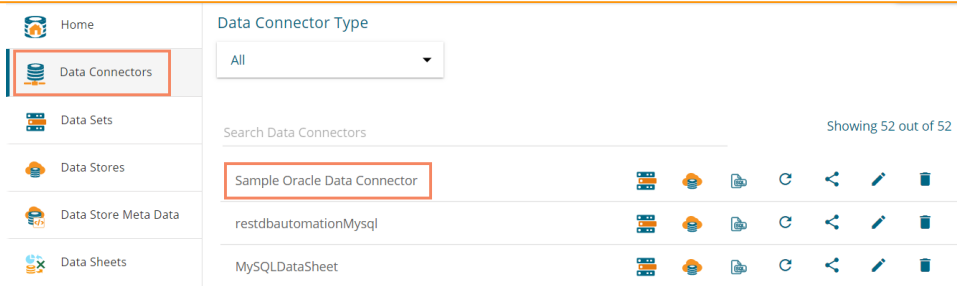 Home
Data Connectors
Data Sets
Data Stores
Data Store Meta Data
Data Sheets
Data Connector Type
All
Search Data Connectors
Showing 52 out of 52
Sample Oracle Data Connector
restdbautomationMysql
MySQLDataSheet